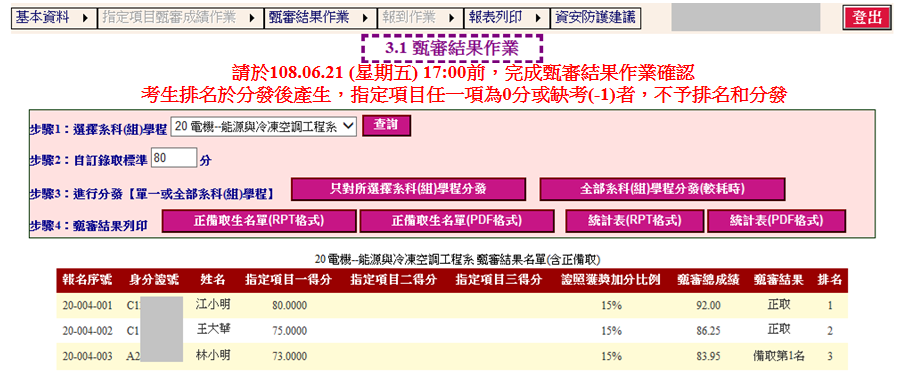 基本資料 ▶ 指定項目甄審成績作業 ▶ 甄審結果作業 ▶ 報到作業 ▶ 報表列印 ▶ 資安防護建議 登出
3.1 甄審結果作業
請於108.06.21 (星期五) 17:00前，完成甄審結果作業確認
考生排名於分發後產生，指定項目任一項為0分或缺考(-1)者，不予排名和分發
步驟1：選擇系科(組)學程 20 電機--能源與冷凍空調工程系 查詢
步驟2：自訂錄取標準 80 分
步驟3：進行分發【單一或全部系科(組)學程】 只對所選擇系科(組)學程分發 全部系科(組)學程分發(較耗時)
步驟4：甄審結果列印 正備取生名單(RPT格式) 正備取生名單(PDF格式) 統計表(RPT格式) 統計表(PDF格式)
20 電機--能源與冷凍空調工程系 甄審結果名單(含正備取)
報名序號 身分證號 姓名 指定項目一得分 指定項目二得分 指定項目三得分 證照獲獎加分比例 甄審總成績 甄審結果 排名
20-004-001 C1 江小明 80.0000 15% 92.00 正取 1
20-004-002 C1 王大華 75.0000 15% 86.25 正取 2
20-004-003 A2 林小明 73.0000 15% 83.95 備取第1名 3